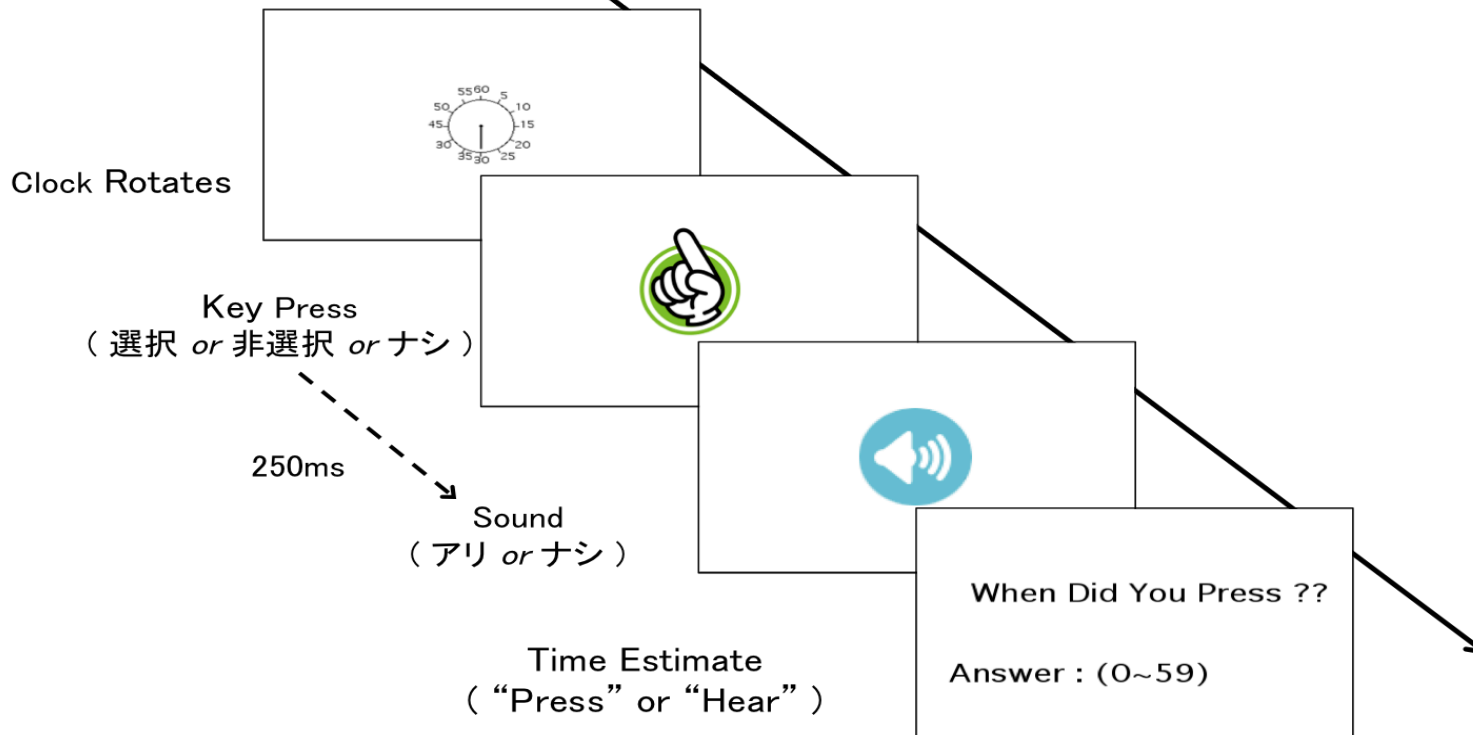 55 60 5
50 10
45 15
30 20
35 30 25
Clock Rotates
Key Press
( 選択 or 非選択 or ナシ )
250ms
Sound
( アリ or ナシ )
When Did You Press ??
Answer : (0~59)
Time Estimate
( “Press” or “Hear” )